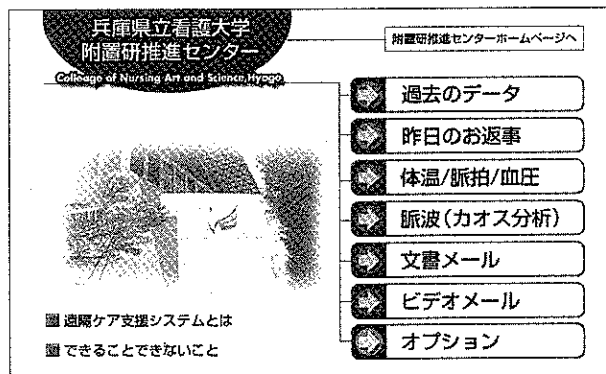 兵庫県立看護大学
附置研推進センター
Colleage of Nursing Art and Science,Hyogo
附置研推進センターホームページへ
過去のデータ
昨日のお返事
体温/脈拍/血圧
脈波(カオス分析)
文書メール
ビデオメール
オプション
遠隔ケア支援システムとは
できることできないこと